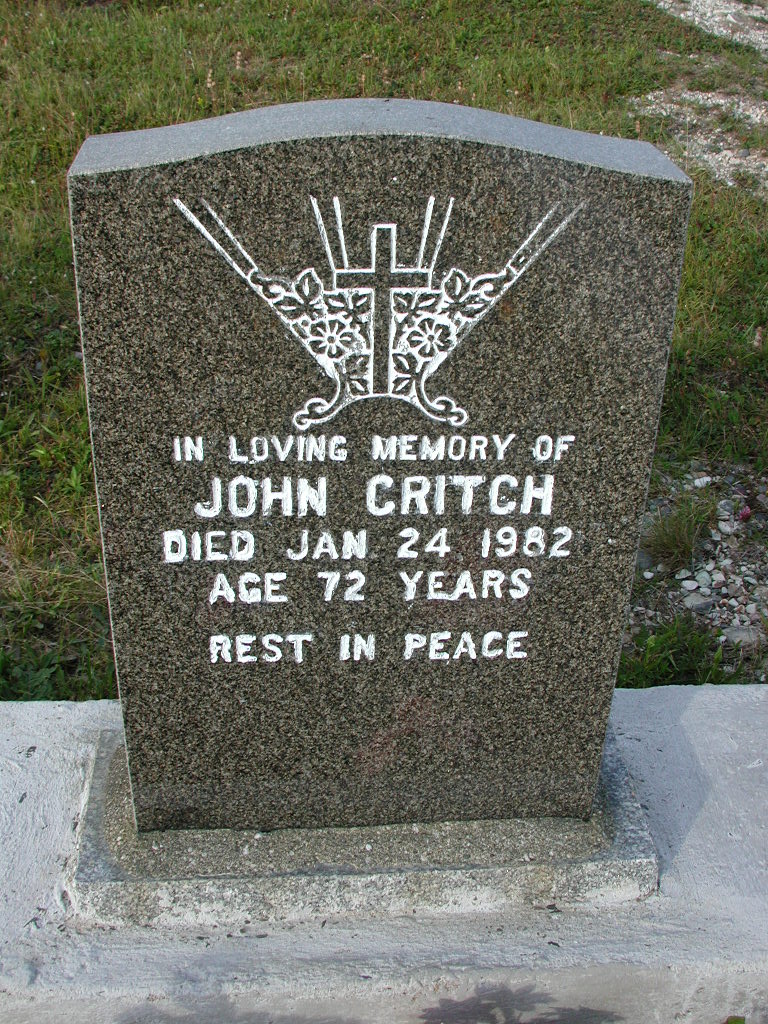 IN LOVING MEMORY OF
JOHN CRITCH
DIED JAN 24 1982
AGE 72 YEARS
REST IN PEACE